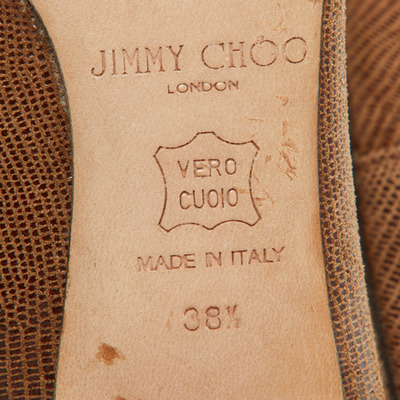 JIMMY CHOO
LONDON
VERO
CUOIO
MADE IN ITALY
38½